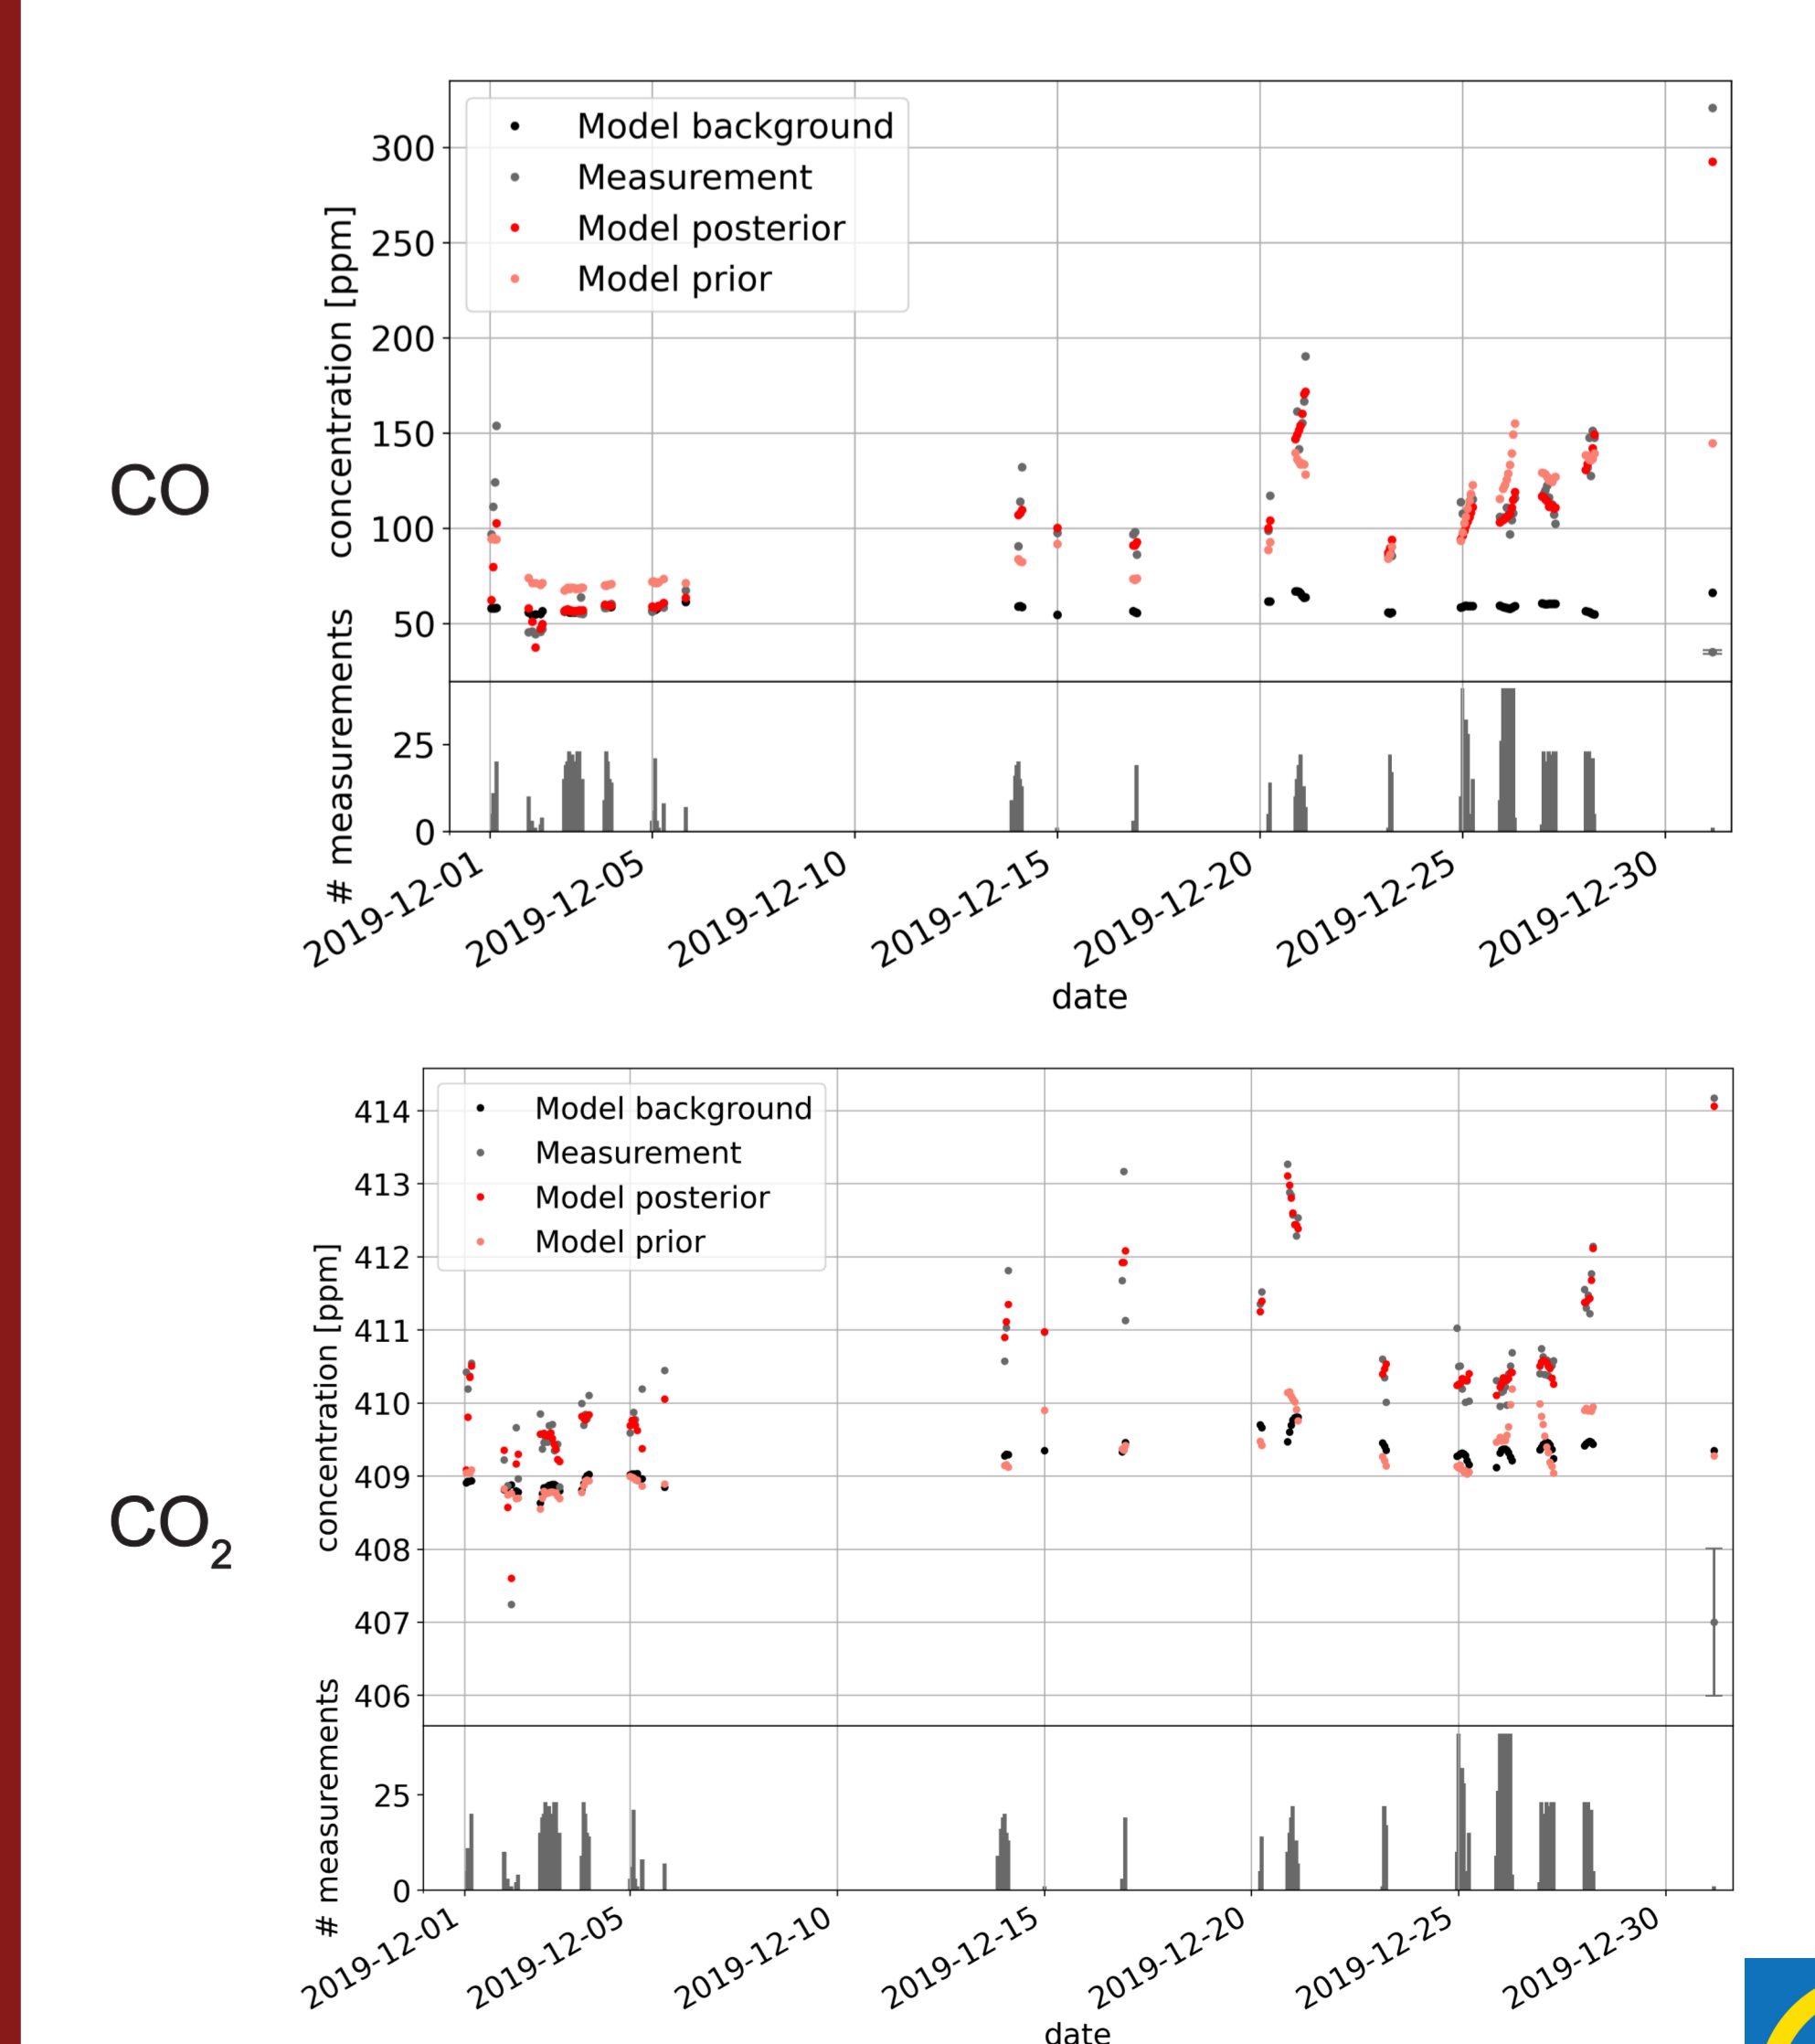 CO
concentration [ppm]
300
250
200
150
100
50
Model background
Measurement
Model posterior
Model prior
# measurements
25
0
2019-12-01
2019-12-05
2019-12-10
2019-12-15
2019-12-20
2019-12-25
2019-12-30
date
CO₂
concentration [ppm]
414
413
412
411
410
409
408
407
406
Model background
Measurement
Model posterior
Model prior
# measurements
25
0
2019-12-01
2019-12-05
2019-12-10
2019-12-15
2019-12-20
2019-12-25
2019-12-30
date